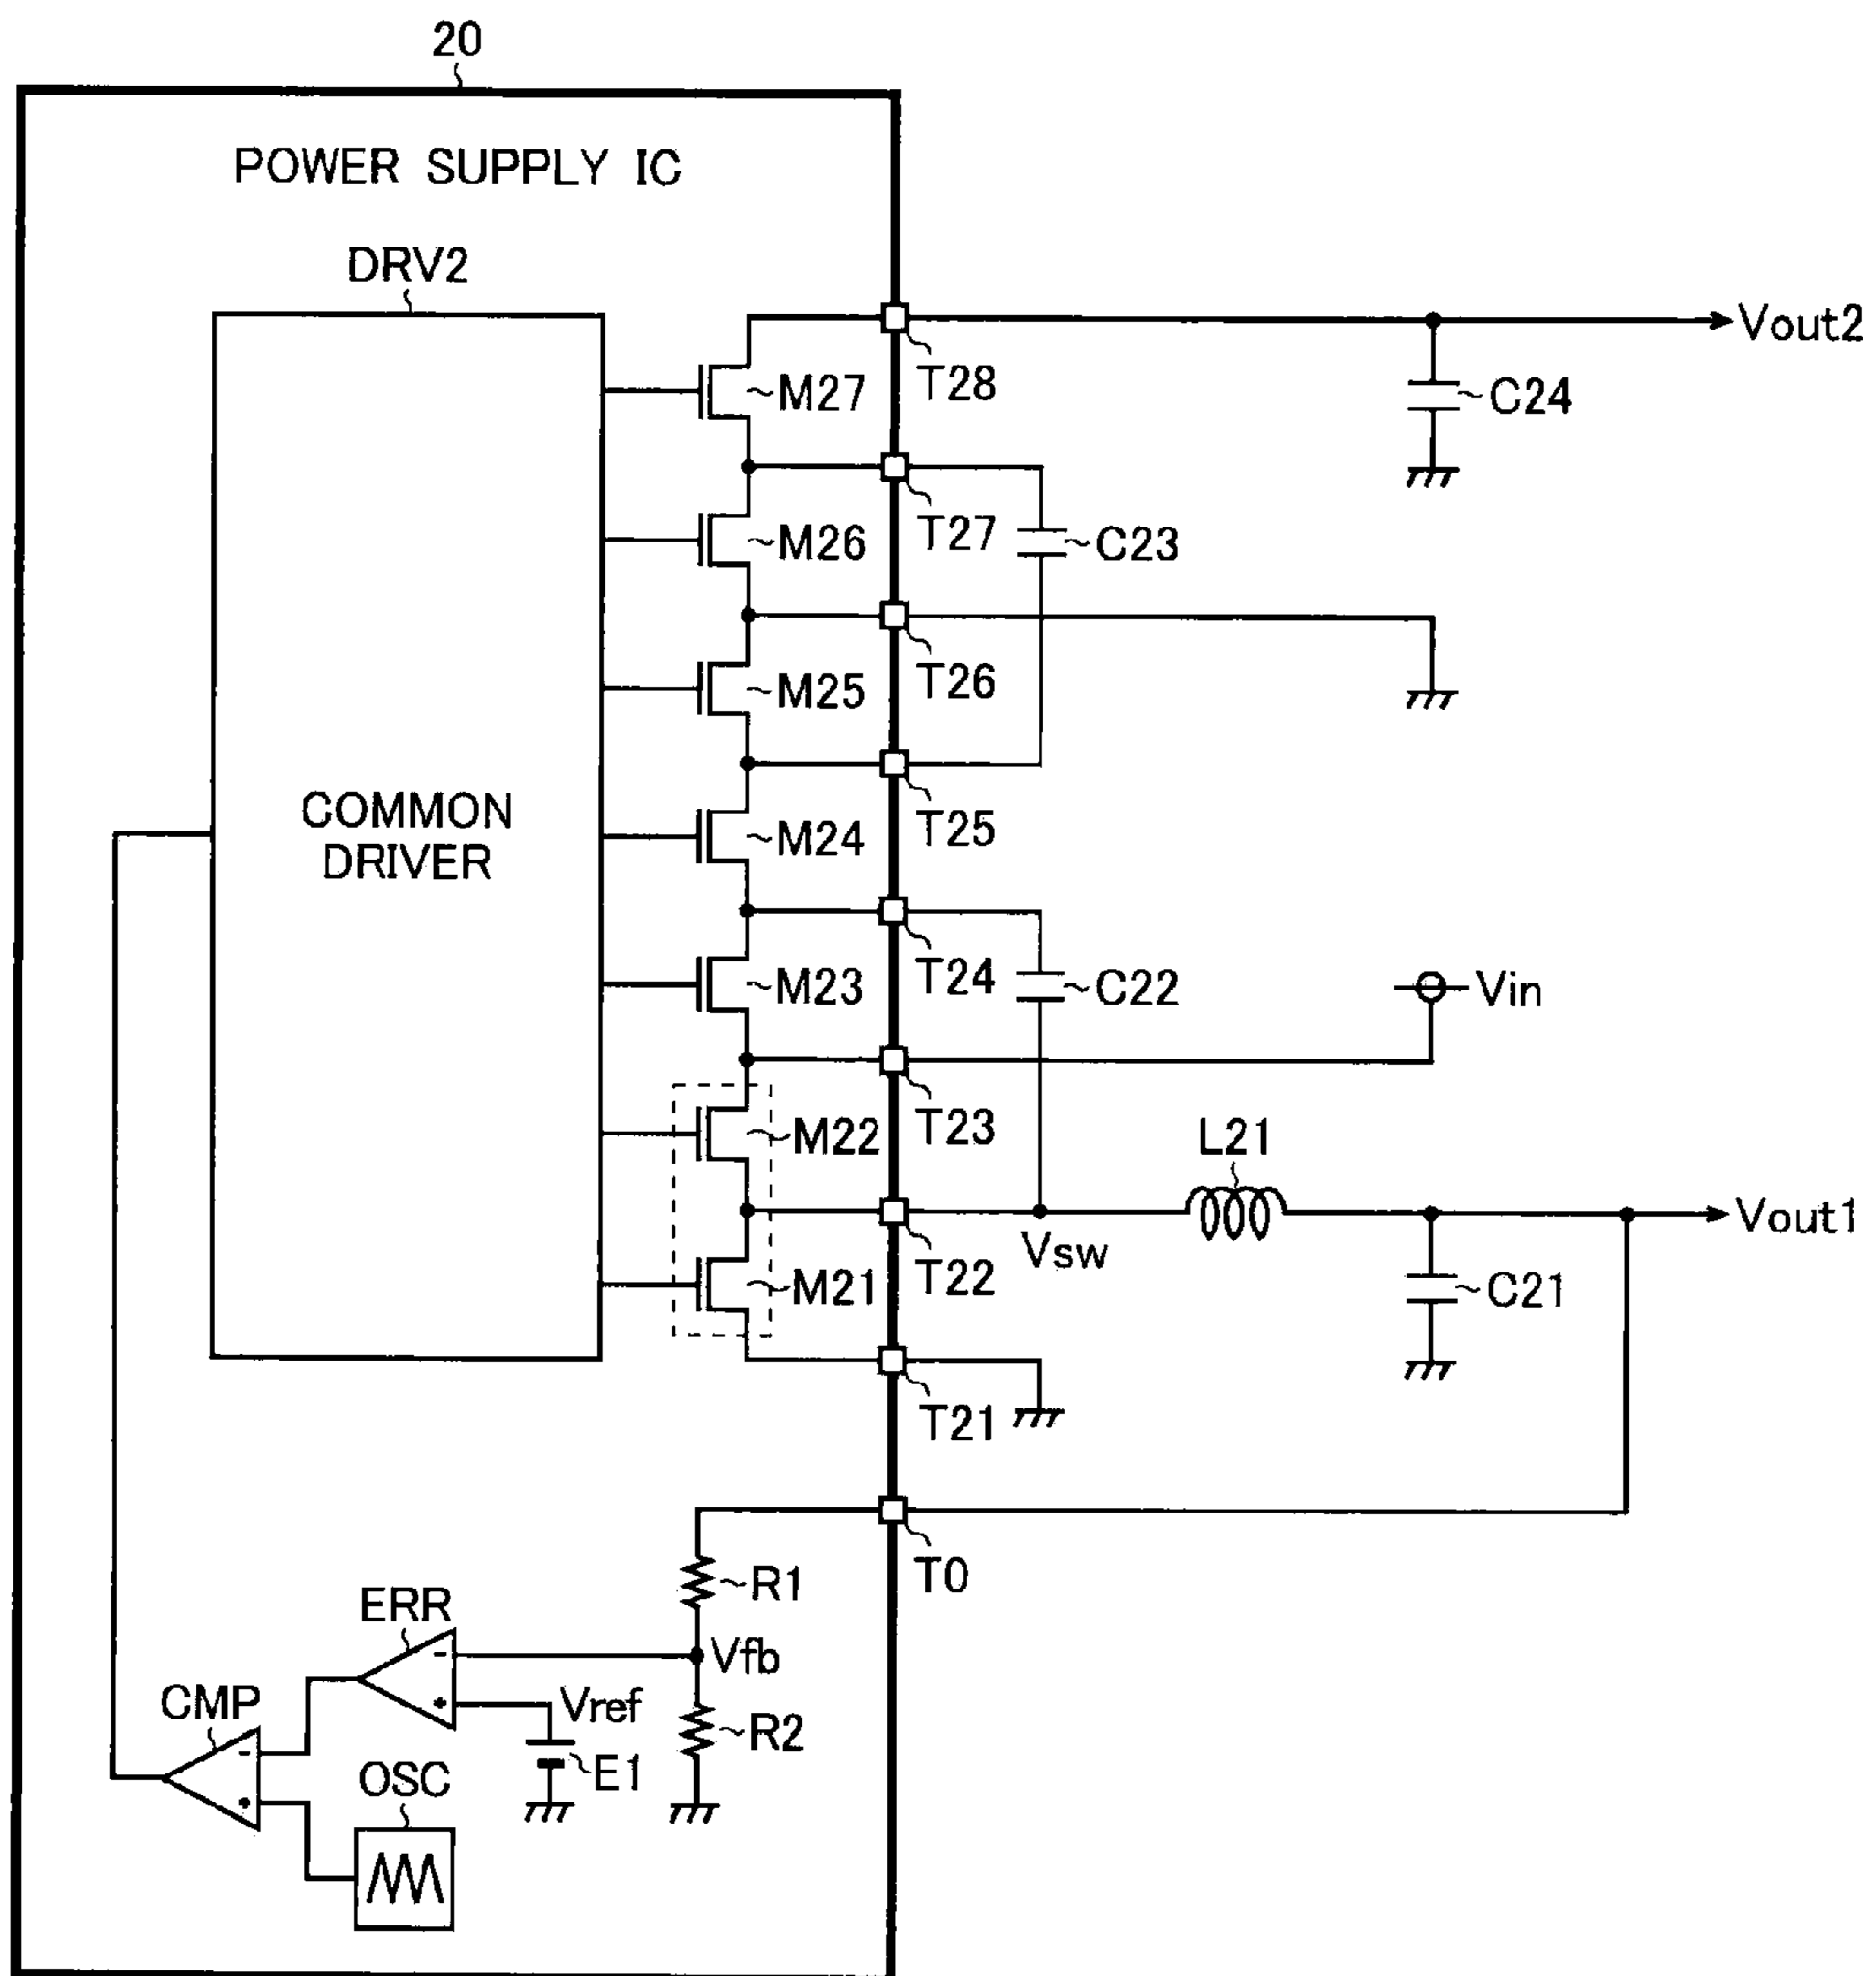 20
POWER SUPPLY IC
DRV2
Vout2
T28
M27
C24
T27
M26
C23
T26
M25
COMMON
DRIVER
T25
M24
T24
M23
C22
Vin
T23
M22
L21
Vout1
Vsw
T22
M21
C21
T21
T0
R1
ERR
Vfb
Vref
CMP
R2
E1
OSC